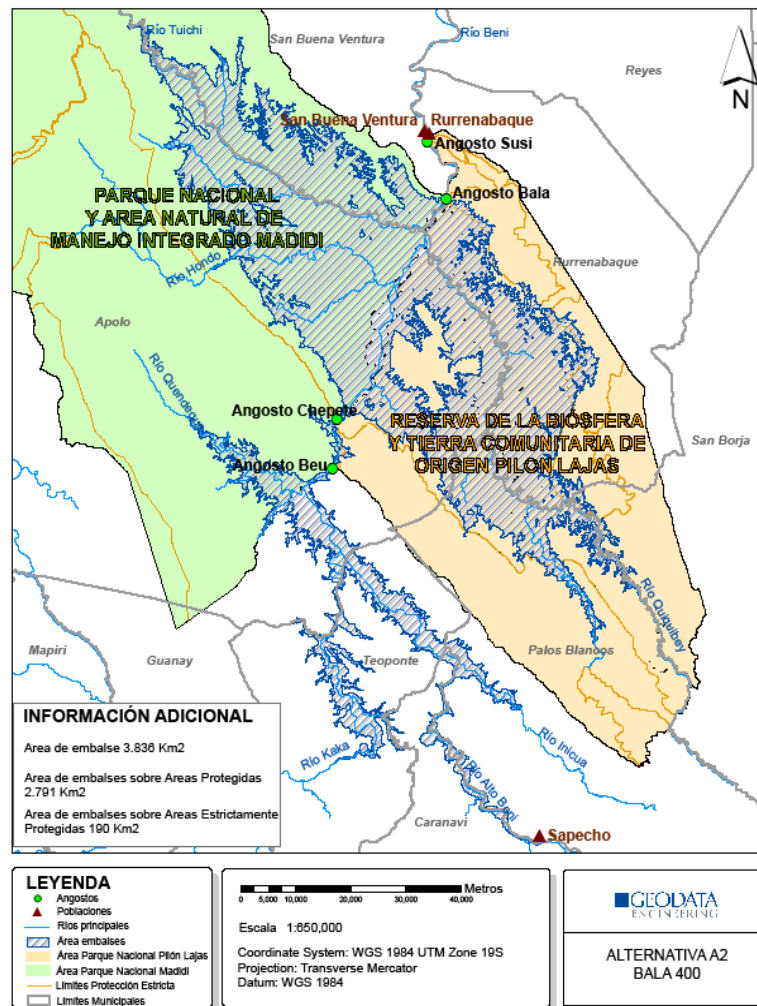 Río Tuichi
San Buena Ventura
Río Beni
Reyes
N
San Buena Ventura
Rurrenabaque
Angosto Susi
Angosto Bala
PARQUE NACIONAL
Y AREA NATURAL DE
MANEJO INTEGRADO MADIDI
Río Hondo
Rurrenabaque
Apolo
Río Quendeque
Angosto Chepete
RESERVA DE LA BIÓSFERA
Y TIERRA COMUNITARIA DE
ORIGEN PILON LAJAS
San Borja
Angosto Beu
Río Quiquibey
Mapiri
Guanay
Teoponte
Palos Blancos
Río Inicua
Río Kaka
Río Alto Beni
Caranavi
Sapecho
INFORMACIÓN ADICIONAL
Area de embalse 3.836 Km2
Area de embalses sobre Areas Protegidas
2.791 Km2
Area de embalses sobre Areas Estrictamente
Protegidas 190 Km2
LEYENDA
Angostos
Poblaciones
Ríos principales
Área embalses
Área Parque Nacional Pilón Lajas
Área Parque Nacional Madidi
Límites Protección Estricta
Límites Municipales
Metros
0 5,000 10,000 20,000 30,000 40,000
Escala 1:650,000
Coordinate System: WGS 1984 UTM Zone 19S
Projection: Transverse Mercator
Datum: WGS 1984
GEODATA
ENGINEERING
ALTERNATIVA A2
BALA 400